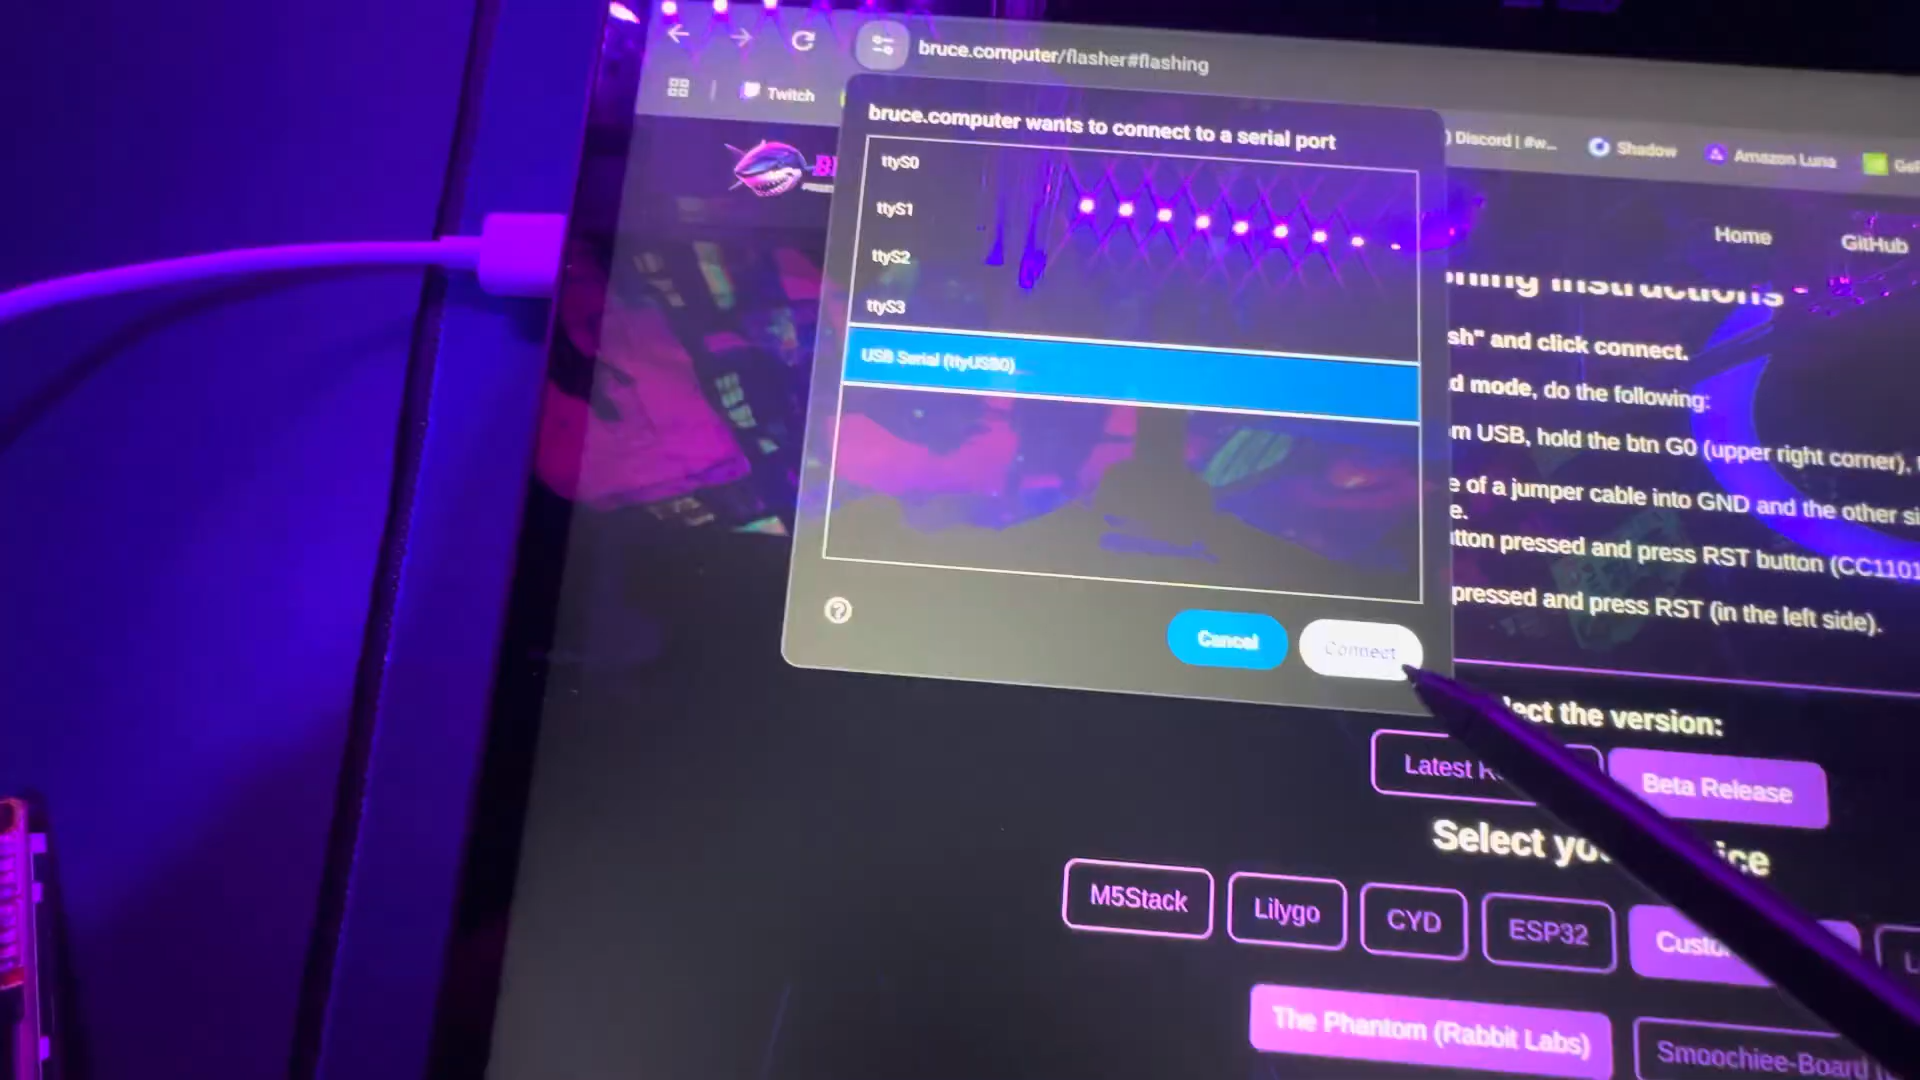 bruce.computer/flasher#flashing
Twitch
bruce.computer wants to connect to a serial port
) Discord | #w...
Shadow
Amazon Luna
ttyS0
ttyS1
ttyS2
ttyS3
USB Serial (ttyUSB0)
Cancel
Connect
Home
GitHub
sh" and click connect.
d mode, do the following:
m USB, hold the btn G0 (upper right corner),
e of a jumper cable into GND and the other si
e.
tton pressed and press RST button (CC1101
pressed and press RST (in the left side).
lect the version:
Latest R
Beta Release
Select yo ice
M5Stack
Lilygo
CYD
ESP32
Custo
The Phantom (Rabbit Labs)
Smoochiee-Board